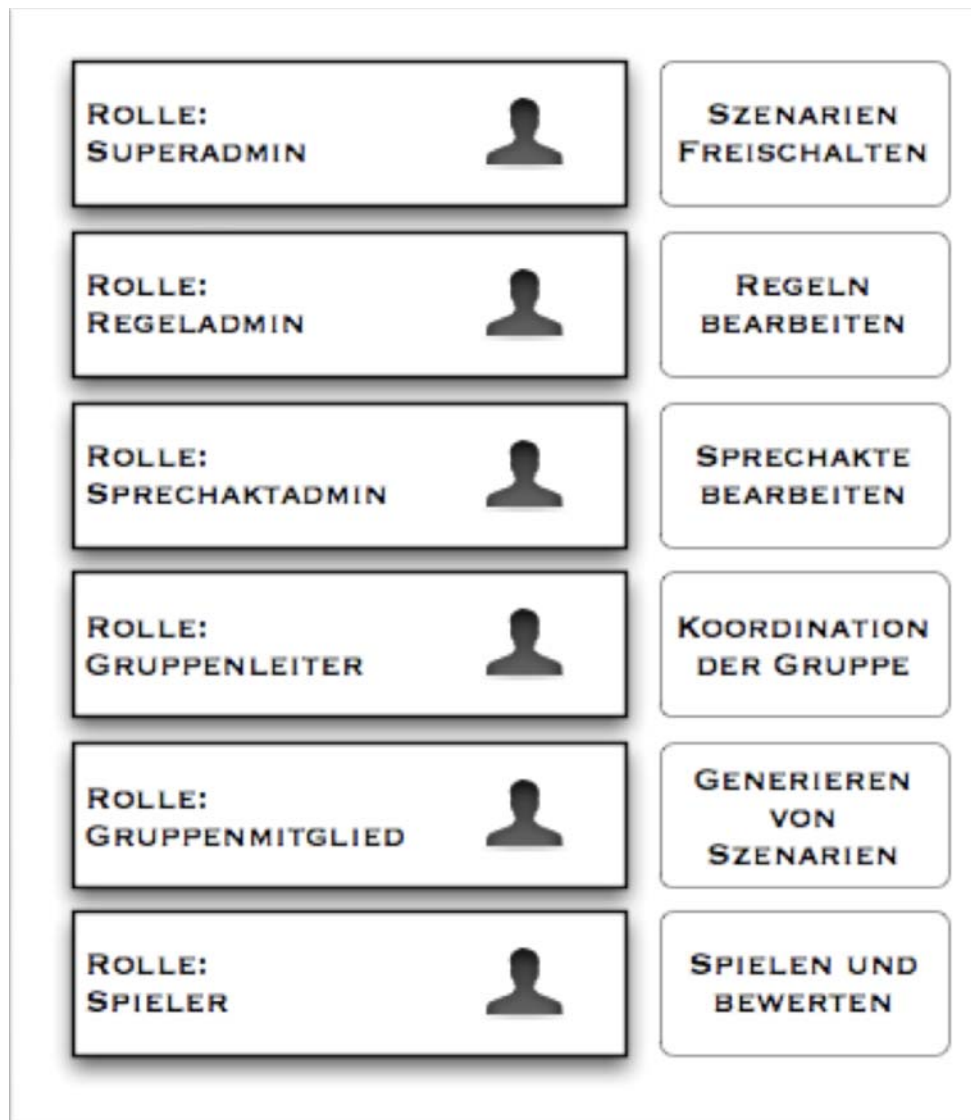 Rolle:
Superadmin
Szenarien
Freischalten
Rolle:
Regeladmin
Regeln
bearbeiten
Rolle:
Sprechaktadmin
Sprechakte
bearbeiten
Rolle:
Gruppenleiter
Koordination
der Gruppe
Rolle:
Gruppenmitglied
Generieren
von
Szenarien
Rolle:
Spieler
Spielen und
bewerten